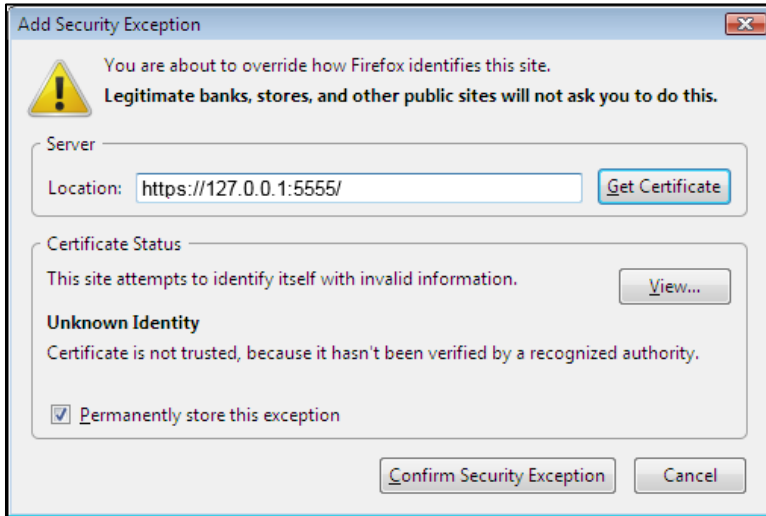 Add Security Exception
You are about to override how Firefox identifies this site.
Legitimate banks, stores, and other public sites will not ask you to do this.
Server
Location: https://127.0.0.1:5555/ Get Certificate
Certificate Status
This site attempts to identify itself with invalid information. View...
Unknown Identity
Certificate is not trusted, because it hasn't been verified by a recognized authority.
Permanently store this exception
Confirm Security Exception Cancel